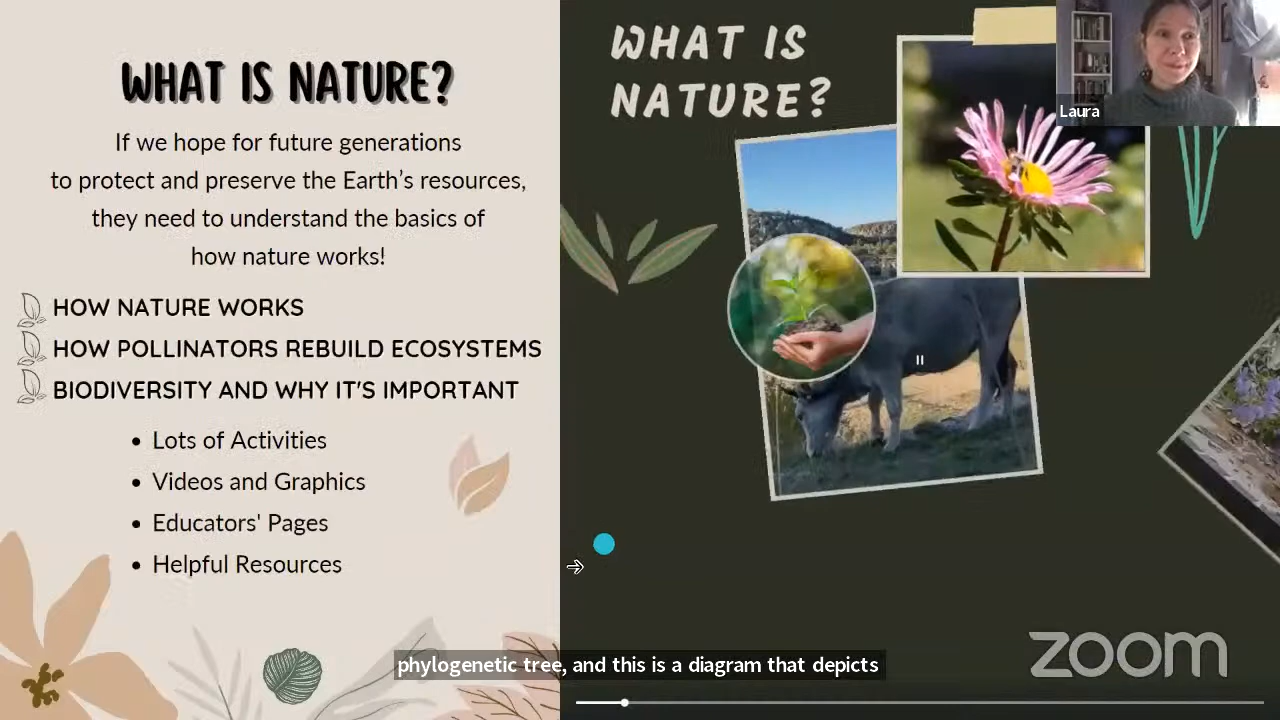 WHAT IS NATURE?
If we hope for future generations
to protect and preserve the Earth's resources,
they need to understand the basics of
how nature works!
HOW NATURE WORKS
HOW POLLINATORS REBUILD ECOSYSTEMS
BIODIVERSITY AND WHY IT'S IMPORTANT
• Lots of Activities
• Videos and Graphics
• Educators' Pages
• Helpful Resources
WHAT IS
NATURE?
Laura
phylogenetic tree, and this is a diagram that depicts
zoom